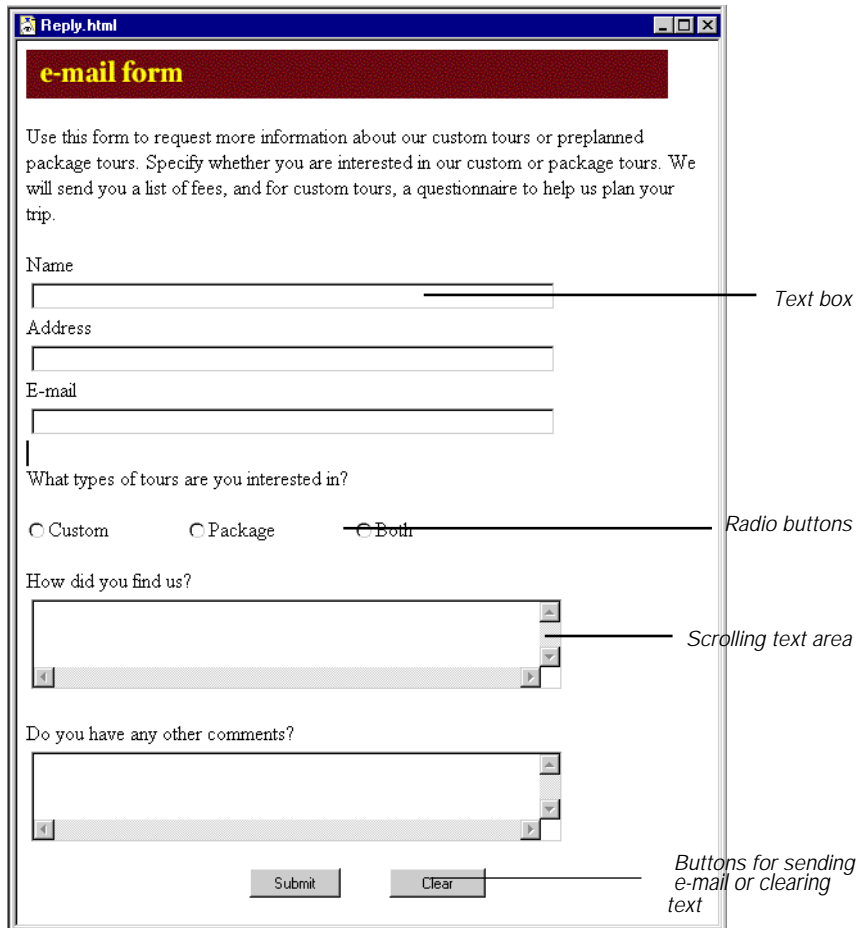 Reply.html
e-mail form
Use this form to request more information about our custom tours or preplanned
package tours. Specify whether you are interested in our custom or package tours. We
will send you a list of fees, and for custom tours, a questionnaire to help us plan your
trip.
Name
Text box
Address
E-mail
What types of tours are you interested in?
Custom Package Both
Radio buttons
How did you find us?
Scrolling text area
Do you have any other comments?
Submit Clear
Buttons for sending
e-mail or clearing
text